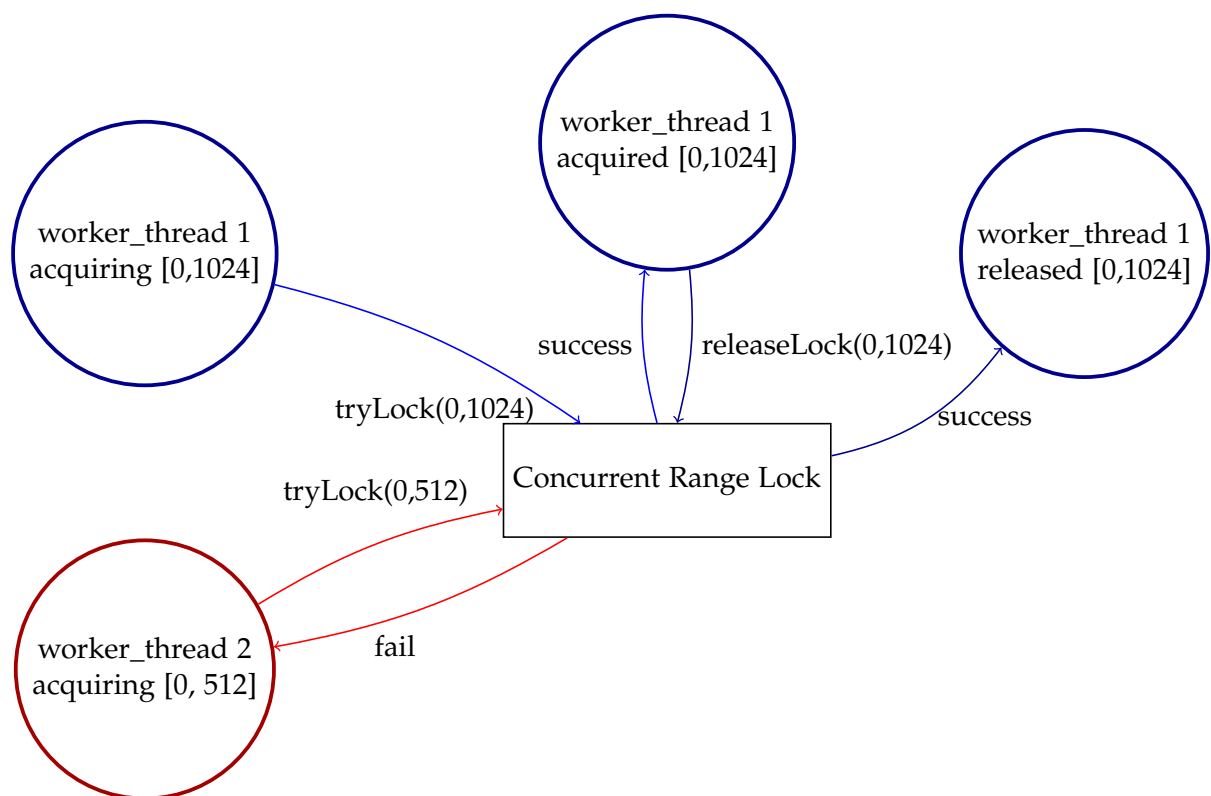 worker_thread 1
acquired [0,1024]
worker_thread 1
acquiring [0,1024]
worker_thread 1
released [0,1024]
success
releaseLock(0,1024)
tryLock(0,1024)
success
Concurrent Range Lock
tryLock(0,512)
fail
worker_thread 2
acquiring [0, 512]